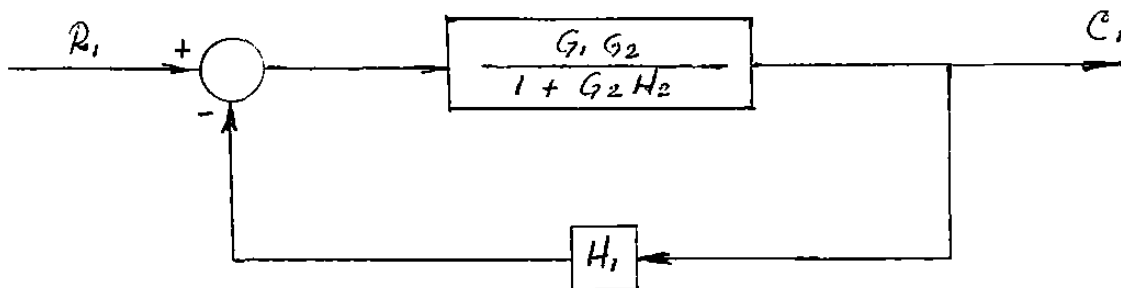 R₁
+
-
G₁ G₂
1 + G₂ H₂
C₁
H₁